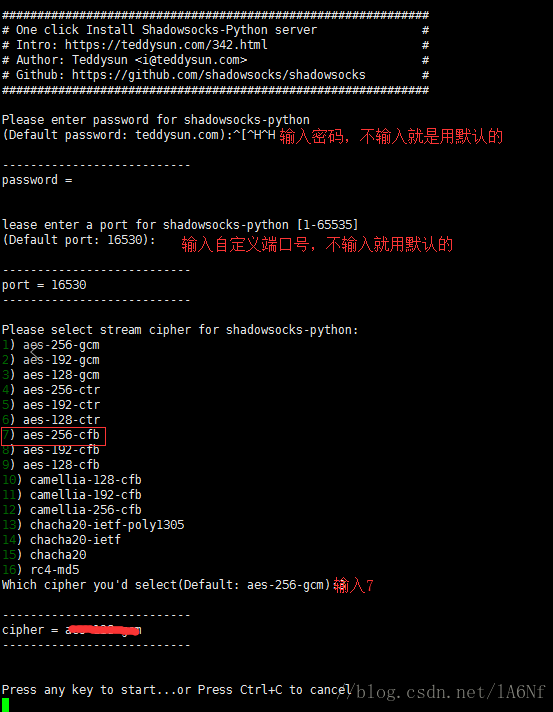 #############################################################
# One click Install Shadowsocks-Python server #
# Intro: https://teddysun.com/342.html #
# Author: Teddysun <i@teddysun.com> #
# Github: https://github.com/shadowsocks/shadowsocks #
#############################################################
Please enter password for shadowsocks-python
(Default password: teddysun.com):^[^H^H 输入密码，不输入就是用默认的
---------------------------
password =
lease enter a port for shadowsocks-python [1-65535]
(Default port: 16530): 输入自定义端口号，不输入就用默认的
---------------------------
port = 16530
---------------------------
Please select stream cipher for shadowsocks-python:
1) aes-256-gcm
2) aes-192-gcm
3) aes-128-gcm
4) aes-256-ctr
5) aes-192-ctr
6) aes-128-ctr
7) aes-256-cfb
8) aes-192-cfb
9) aes-128-cfb
10) camellia-128-cfb
11) camellia-192-cfb
12) camellia-256-cfb
13) chacha20-ietf-poly1305
14) chacha20-ietf
15) chacha20
16) rc4-md5
Which cipher you'd select(Default: aes-256-gcm) 输入7
---------------------------
cipher =
---------------------------
Press any key to start...or Press Ctrl+C to cancel
//blog.csdn.net/lA6Nf